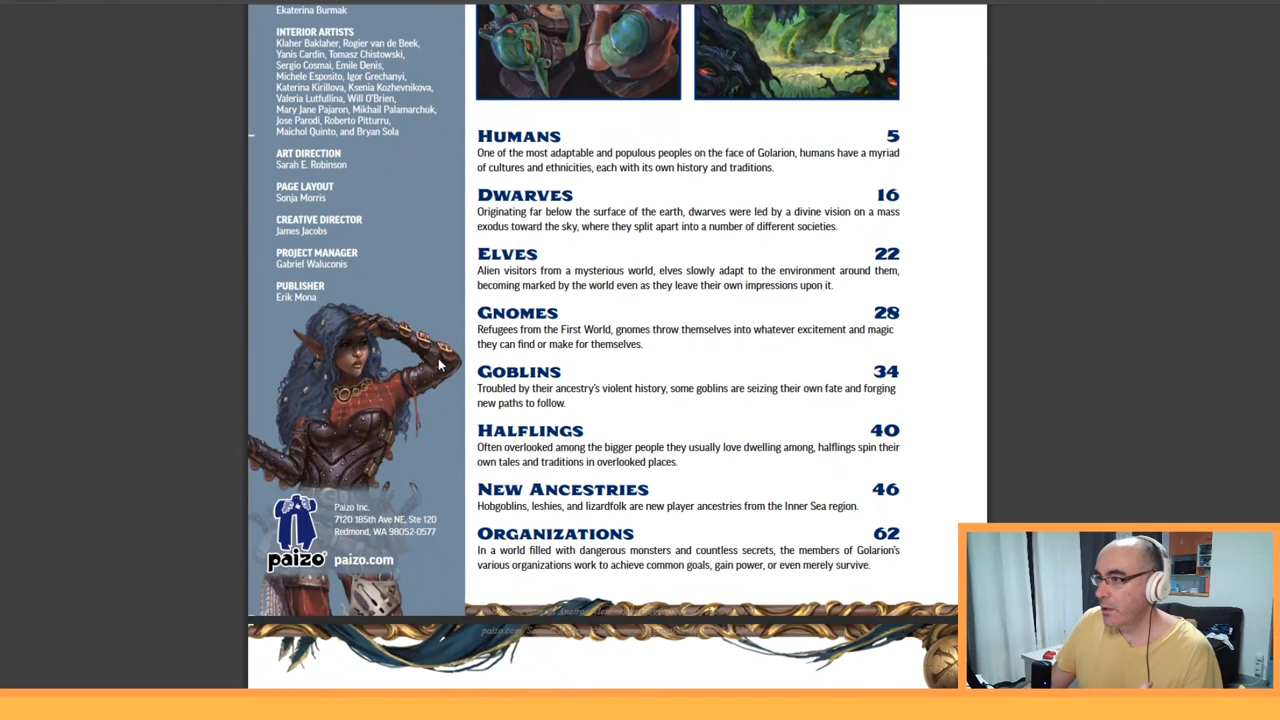 Ekaterina Burmak
INTERIOR ARTISTS
Klaher Baklaher, Rogier van de Beek,
Yanis Cardin, Tomasz Chistowski,
Sergio Cosmai, Emile Denis,
Michele Esposito, Igor Grechanyi,
Katerina Kirillova, Ksenia Kozhevnikova,
Valeria Lutfullina, Will O'Brien,
Mary Jane Pajaron, Mikhail Palamarchuk,
Jose Parodi, Roberto Pitturru,
Maichol Quinto, and Bryan Sola
ART DIRECTION
Sarah E. Robinson
PAGE LAYOUT
Sonja Morris
CREATIVE DIRECTOR
James Jacobs
PROJECT MANAGER
Gabriel Waluconis
PUBLISHER
Erik Mona
paizo
Paizo Inc.
7120 185th Ave NE, Ste 120
Redmond, WA 98052-0577
paizo.com
HUMANS 5
One of the most adaptable and populous peoples on the face of Golarion, humans have a myriad
of cultures and ethnicities, each with its own history and traditions.
DWARVES 16
Originating far below the surface of the earth, dwarves were led by a divine vision on a mass
exodus toward the sky, where they split apart into a number of different societies.
ELVES 22
Alien visitors from a mysterious world, elves slowly adapt to the environment around them,
becoming marked by the world even as they leave their own impressions upon it.
GNOMES 28
Refugees from the First World, gnomes throw themselves into whatever excitement and magic
they can find or make for themselves.
GOBLINS 34
Troubled by their ancestry's violent history, some goblins are seizing their own fate and forging
new paths to follow.
HALFLINGS 40
Often overlooked among the bigger people they usually love dwelling among, halflings spin their
own tales and traditions in overlooked places.
NEW ANCESTRIES 46
Hobgoblins, leshies, and lizardfolk are new player ancestries from the Inner Sea region.
ORGANIZATIONS 62
In a world filled with dangerous monsters and countless secrets, the members of Golarion's
various organizations work to achieve common goals, gain power, or even merely survive.
paizo.com